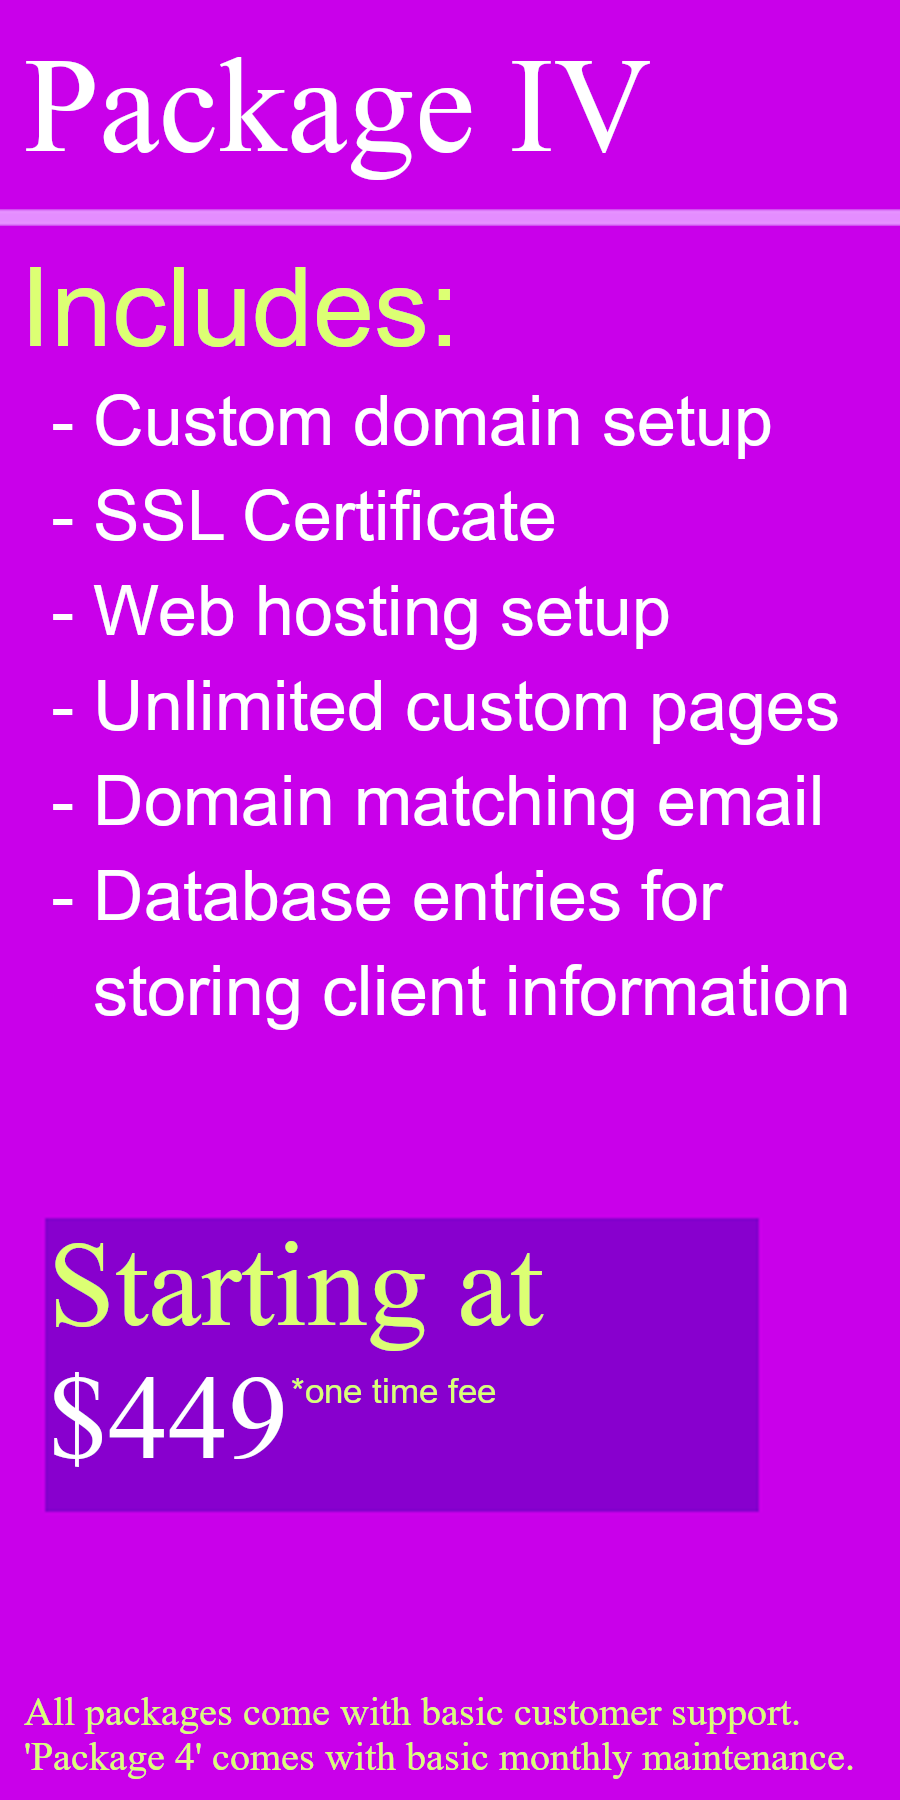 Package IV
Includes:
- Custom domain setup
- SSL Certificate
- Web hosting setup
- Unlimited custom pages
- Domain matching email
- Database entries for
storing client information
Starting at
$449 *one time fee
All packages come with basic customer support.
'Package 4' comes with basic monthly maintenance.